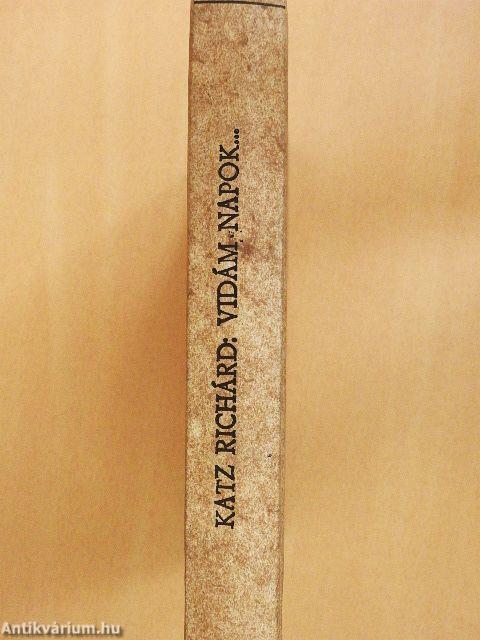 KATZ RICHÁRD: VIDÁM NAPOK...
Antikvárium.hu